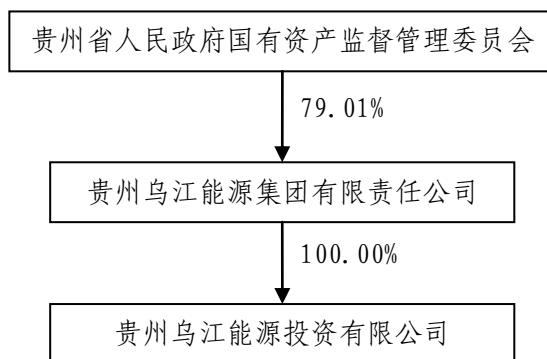 贵州省人民政府国有资产监督管理委员会
79.01%
贵州乌江能源集团有限责任公司
100.00%
贵州乌江能源投资有限公司